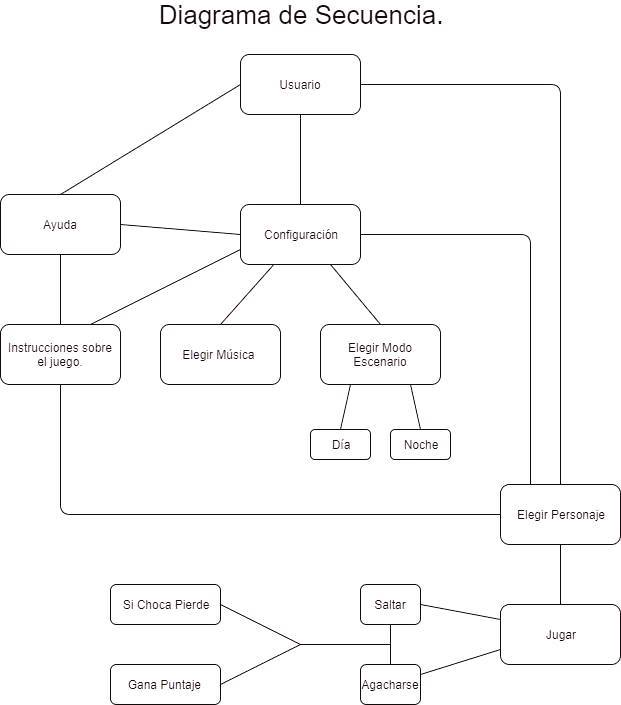 Diagrama de Secuencia.
Usuario
Ayuda
Configuración
Instrucciones sobre
el juego.
Elegir Música
Elegir Modo
Escenario
Día
Noche
Elegir Personaje
Si Choca Pierde
Saltar
Jugar
Gana Puntaje
Agacharse